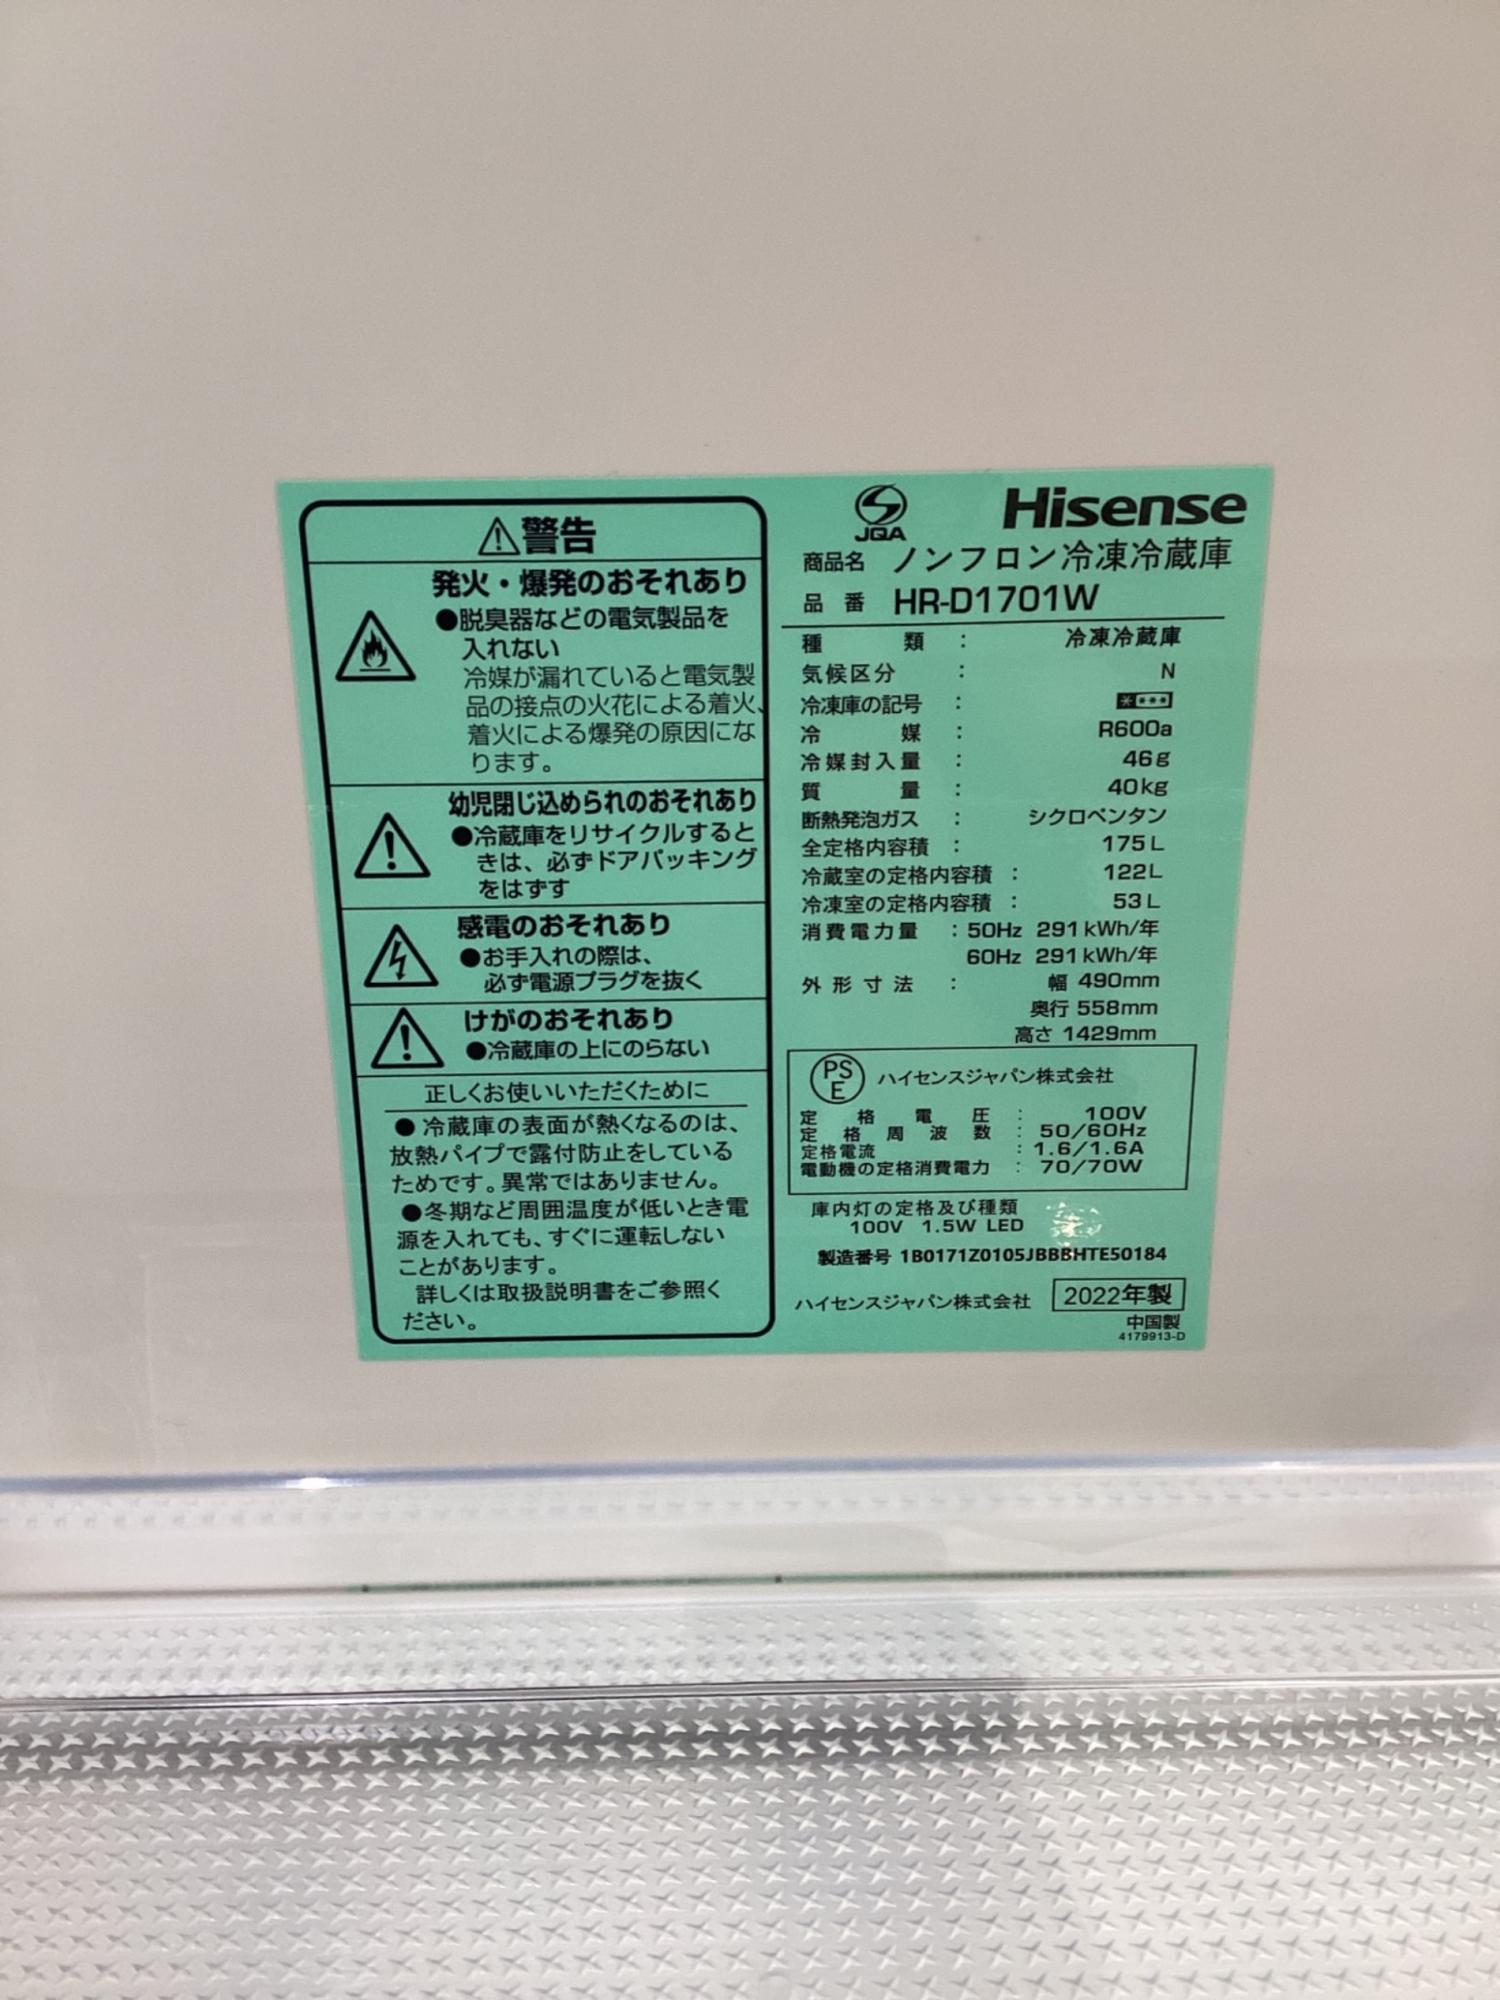 ⚠警告
発火・爆発のおそれあり
●脱臭器などの電気製品を
入れない
冷媒が漏れていると電気製
品の接点の火花による着火、
着火による爆発の原因にな
ります。
幼児閉じ込められのおそれあり
●冷蔵庫をリサイクルすると
きは、必ずドアパッキング
をはずす
感電のおそれあり
●お手入れの際は、
必ず電源プラグを抜く
けがのおそれあり
●冷蔵庫の上にのらない
正しくお使いいただくために
●冷蔵庫の表面が熱くなるのは、
放熱パイプで露付防止をしている
ためです。異常ではありません。
●冬期など周囲温度が低いとき電
源を入れても、すぐに運転しない
ことがあります。
詳しくは取扱説明書をご参照く
ださい。
JQA
Hisense
商品名 ノンフロン冷凍冷蔵庫
品番 HR-D1701W
種類 : 冷凍冷蔵庫
気候区分 : N
冷凍庫の記号 : ****
冷媒 : R600a
冷媒封入量 : 46g
質量 : 40kg
断熱発泡ガス : シクロペンタン
全定格内容積 : 175L
冷蔵室の定格内容積 : 122L
冷凍室の定格内容積 : 53L
消費電力量 : 50Hz 291kWh/年
60Hz 291kWh/年
外形寸法 : 幅 490mm
奥行 558mm
高さ 1429mm
PSE ハイセンスジャパン株式会社
定格電圧 : 100V
定格周波数 : 50/60Hz
定格電流 : 1.6/1.6A
電動機の定格消費電力 : 70/70W
庫内灯の定格及び種類
100V 1.5W LED
製造番号 1B0171Z0105JBBBHTE50184
ハイセンスジャパン株式会社 2022年製
中国製
4179913-D